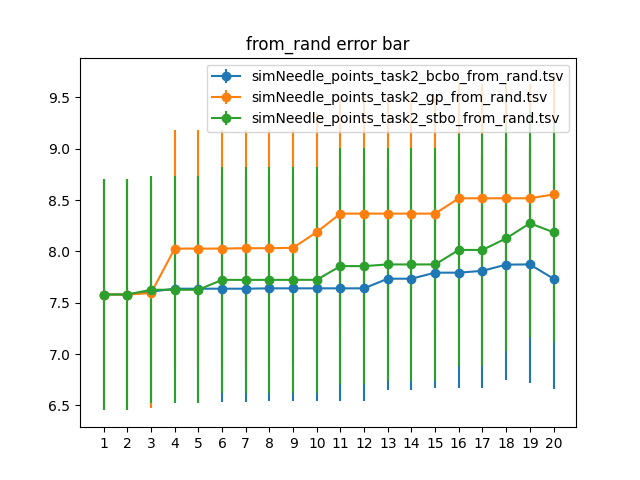 from_rand error bar
simNeedle_points_task2_bcbo_from_rand.tsv
simNeedle_points_task2_gp_from_rand.tsv
simNeedle_points_task2_stbo_from_rand.tsv
9.5
9.0
8.5
8.0
7.5
7.0
6.5
1 2 3 4 5 6 7 8 9 10 11 12 13 14 15 16 17 18 19 20